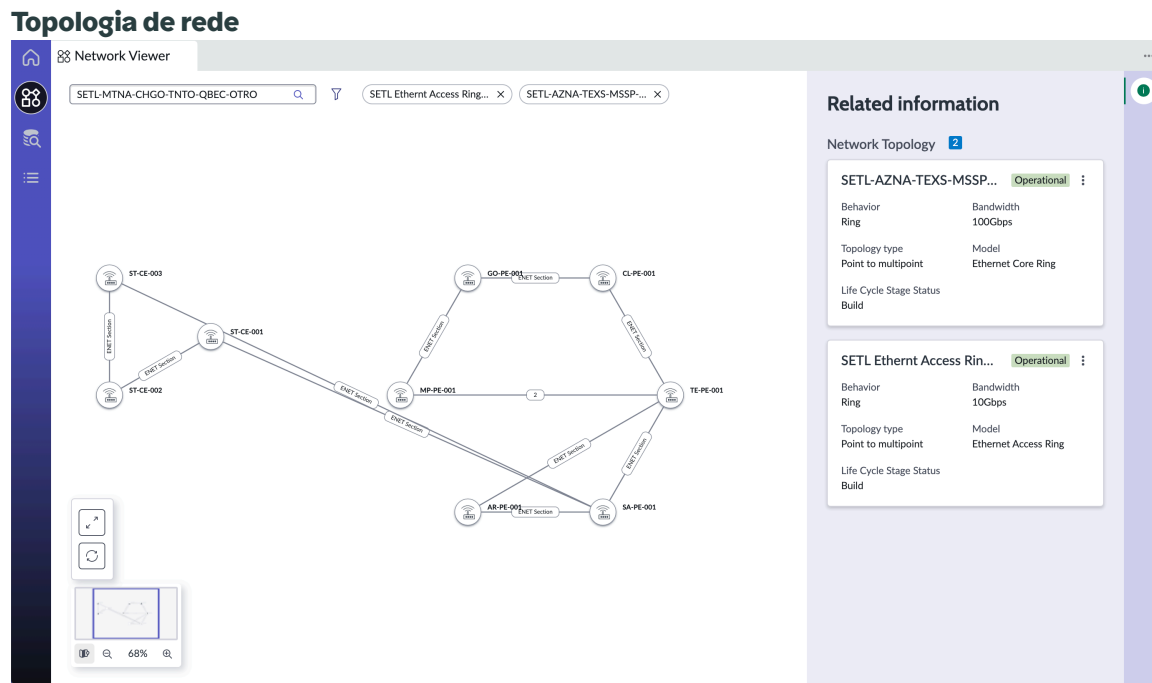 Topologia de rede
Network Viewer
SETL-MTNA-CHGO-TNTO-QBEC-OTRO
SETL Ethernt Access Ring...
SETL-AZNA-TEXS-MSSP-...
ST-CE-003
ENET Section
ST-CE-001
ENET Section
ST-CE-002
GO-PE-001
ENET Section
CL-PE-001
ENET Section
ENET Section
MP-PE-001
2
TE-PE-001
ENET Section
ENET Section
ENET Section
ENET Section
AR-PE-001
ENET Section
SA-PE-001
68%
Related information
Network Topology 2
SETL-AZNA-TEXS-MSSP... Operational
Behavior Bandwidth
Ring 100Gbps
Topology type Model
Point to multipoint Ethernet Core Ring
Life Cycle Stage Status
Build
SETL Ethernt Access Rin... Operational
Behavior Bandwidth
Ring 10Gbps
Topology type Model
Point to multipoint Ethernet Access Ring
Life Cycle Stage Status
Build